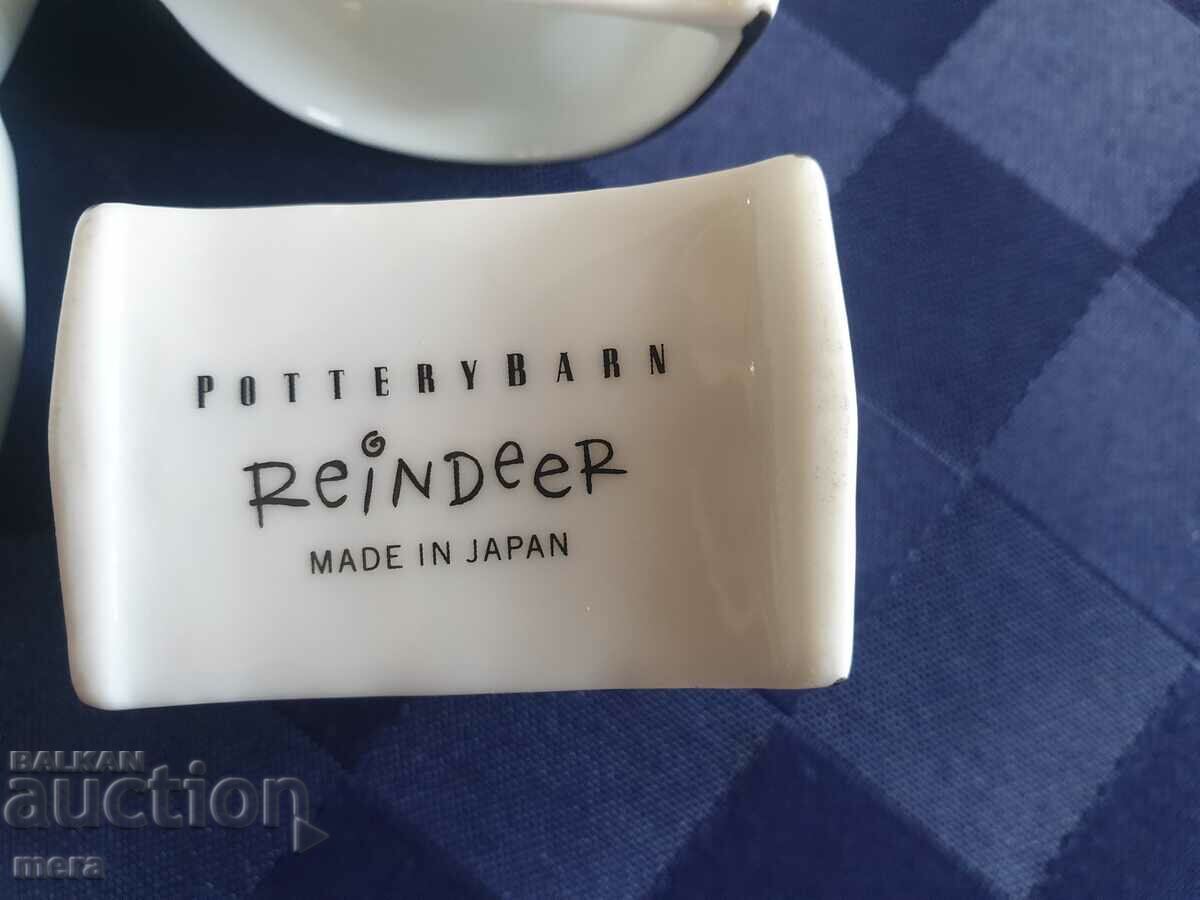 POTTERYBARN
ReiNDeeR
MADE IN JAPAN
BALKAN
auction
mera